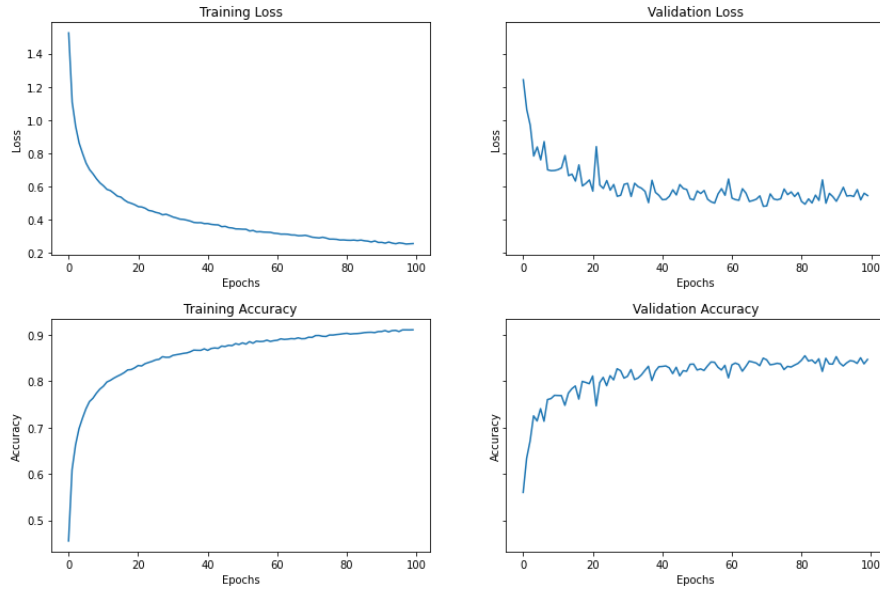 Training Loss
Validation Loss
1.4
1.2
1.0
0.8
0.6
0.4
0.2
Loss
Loss
0 20 40 60 80 100
0 20 40 60 80 100
Epochs
Epochs
Training Accuracy
Validation Accuracy
0.9
0.8
0.7
0.6
0.5
Accuracy
Accuracy
0 20 40 60 80 100
0 20 40 60 80 100
Epochs
Epochs